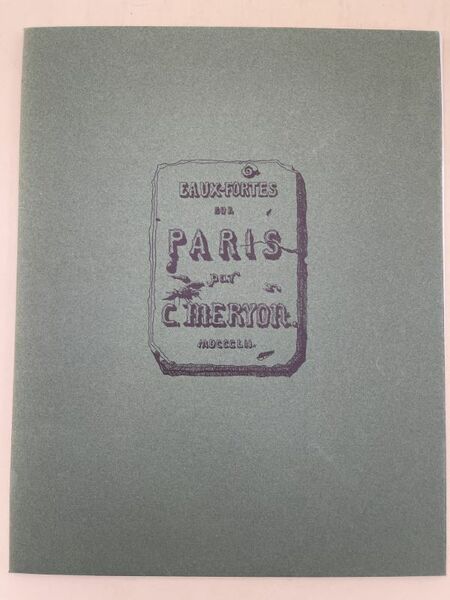 EAUX-FORTES
SUR
PARIS
par
C. MERYON.
MDCCCLII.